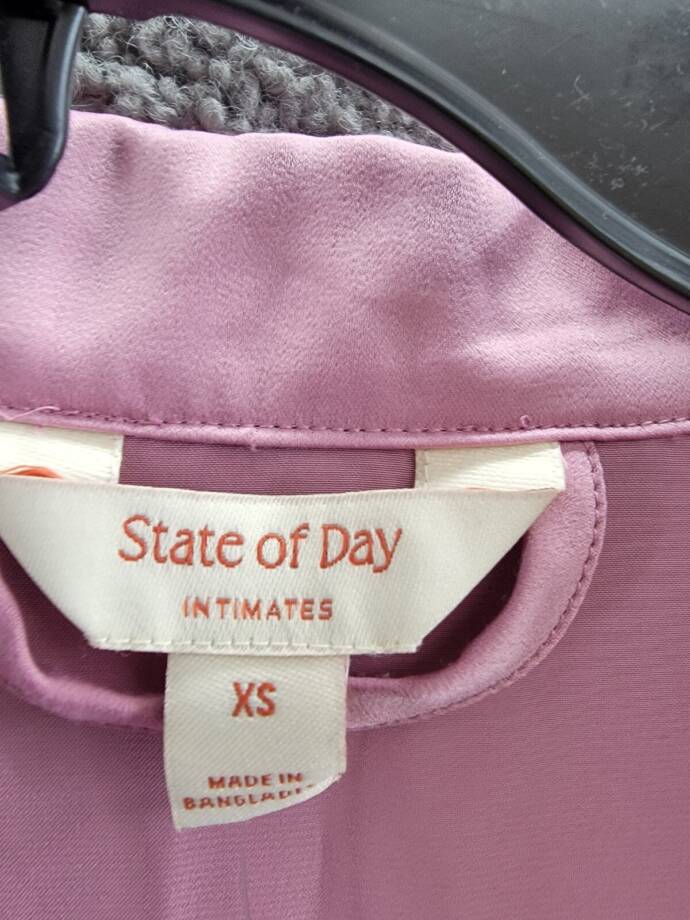 State of Day
INTIMATES
XS
MADE IN